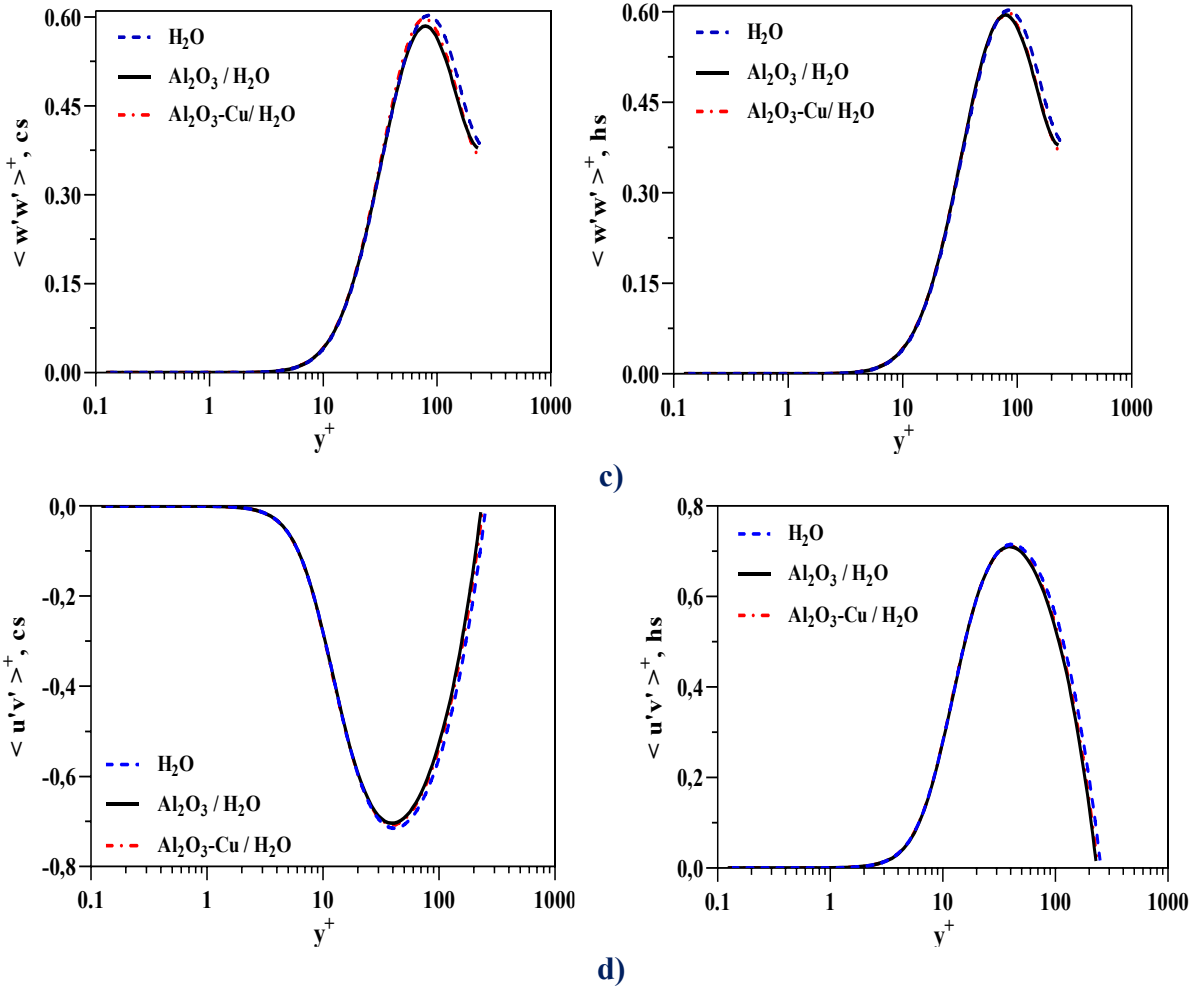 0.60
0.45
0.30
0.15
0.00
< w'w' >⁺, cs
H₂O
Al₂O₃ / H₂O
Al₂O₃-Cu/ H₂O
0.1 1 10 100 1000
y⁺
0.60
0.45
0.30
0.15
0.00
< w'w' >⁺, hs
H₂O
Al₂O₃ / H₂O
Al₂O₃-Cu/ H₂O
0.1 1 10 100 1000
y⁺
c)
0,0
-0,2
-0,4
-0,6
-0,8
< u'v' >⁺, cs
H₂O
Al₂O₃ / H₂O
Al₂O₃-Cu / H₂O
0.1 1 10 100 1000
y⁺
0,8
0,6
0,4
0,2
0,0
< u'v' >⁺, hs
H₂O
Al₂O₃ / H₂O
Al₂O₃-Cu / H₂O
0.1 1 10 100 1000
y⁺
d)